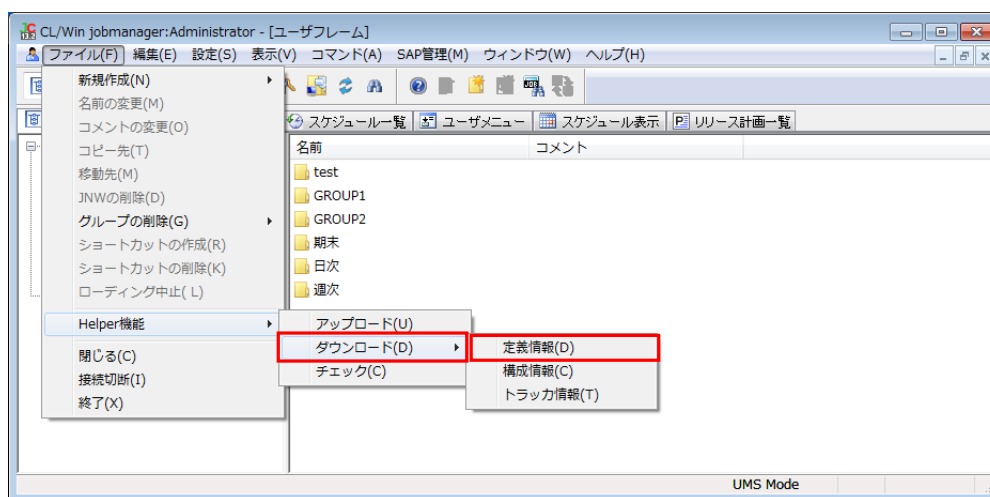 CL/Win jobmanager:Administrator - [ユーザフレーム]
ファイル(F) 編集(E) 設定(S) 表示(V) コマンド(A) SAP管理(M) ウィンドウ(W) ヘルプ(H)
新規作成(N)
名前の変更(M)
コメントの変更(O)
コピー先(T)
移動先(M)
JNWの削除(D)
グループの削除(G)
ショートカットの作成(R)
ショートカットの削除(K)
ローディング中止( L)
Helper機能
閉じる(C)
接続切断(I)
終了(X)
スケジュール一覧 ユーザメニュー スケジュール表示 リリース計画一覧
名前 コメント
test
GROUP1
GROUP2
期末
日次
週次
アップロード(U)
ダウンロード(D)
チェック(C)
定義情報(D)
構成情報(C)
トラッカ情報(T)
UMS Mode